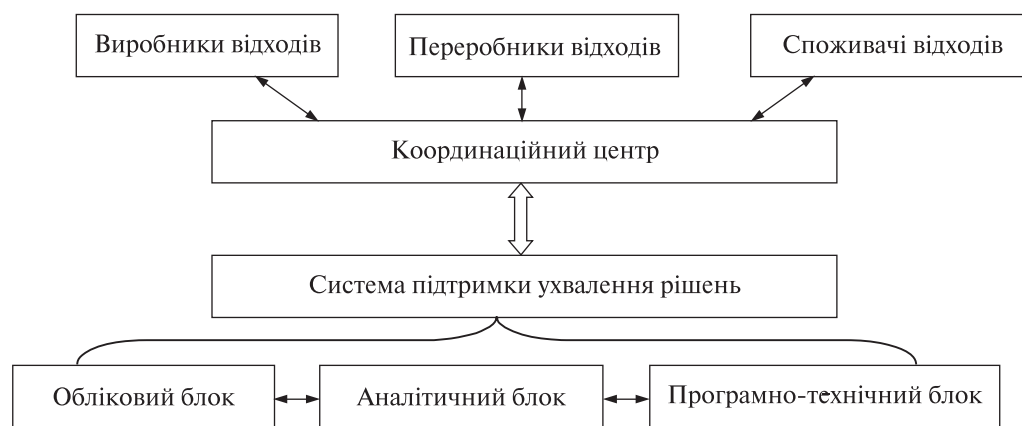 Виробники відходів
Переробники відходів
Споживачі відходів
Координаційний центр
Система підтримки ухвалення рішень
Обліковий блок
Аналітичний блок
Програмно-технічний блок